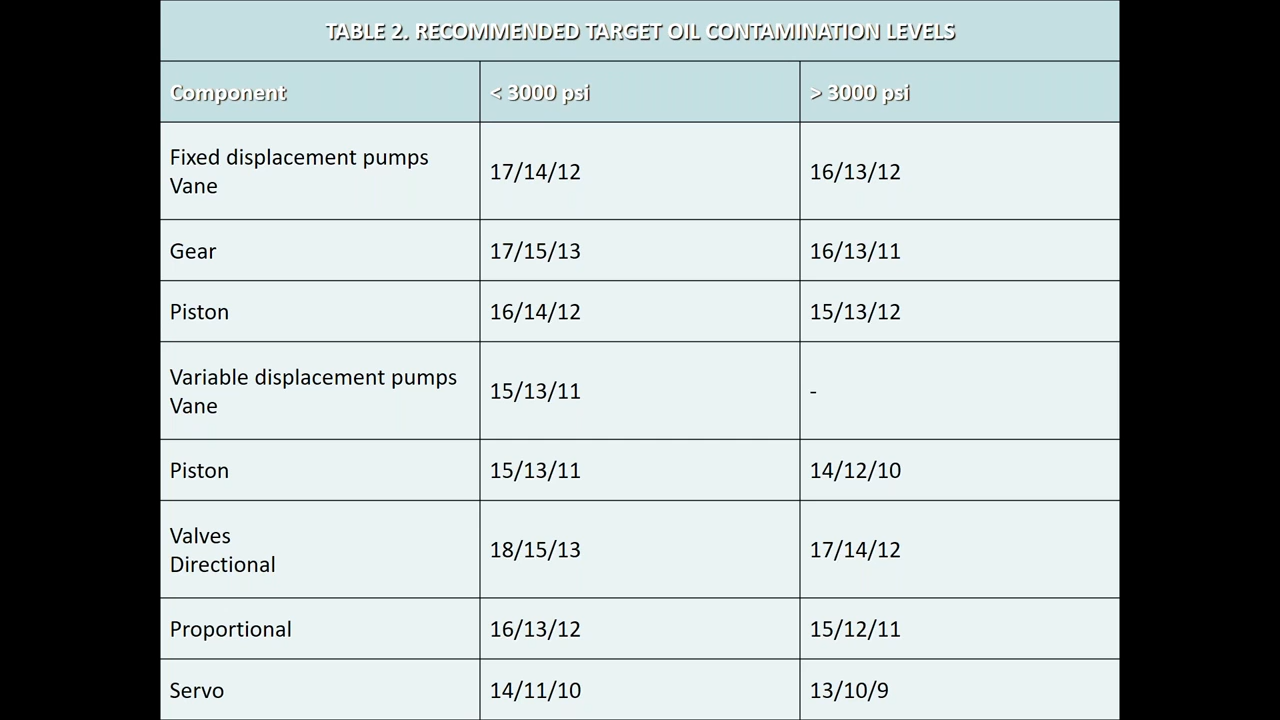 TABLE 2. RECOMMENDED TARGET OIL CONTAMINATION LEVELS
Component < 3000 psi > 3000 psi
Fixed displacement pumps
Vane 17/14/12 16/13/12
Gear 17/15/13 16/13/11
Piston 16/14/12 15/13/12
Variable displacement pumps
Vane 15/13/11 -
Piston 15/13/11 14/12/10
Valves
Directional 18/15/13 17/14/12
Proportional 16/13/12 15/12/11
Servo 14/11/10 13/10/9